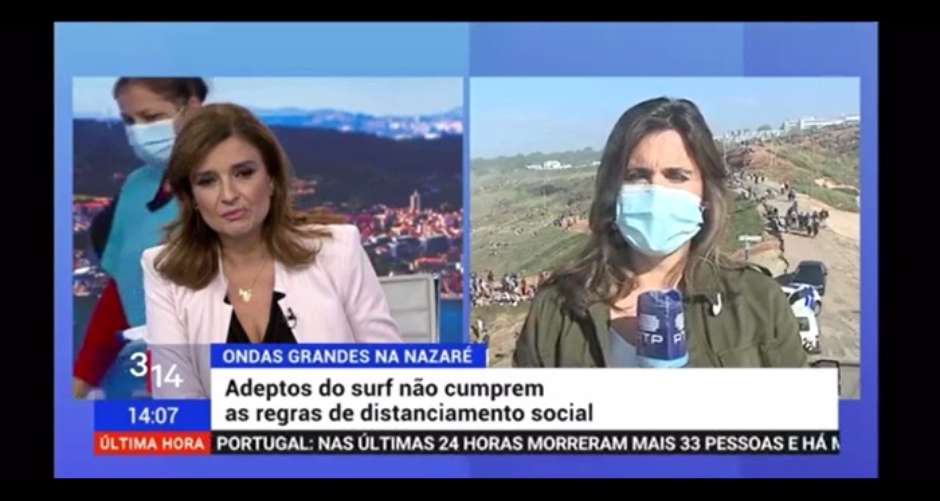 RTP
ONDAS GRANDES NA NAZARÉ
3
14
Adeptos do surf não cumprem
as regras de distanciamento social
14:07
ÚLTIMA HORA PORTUGAL: NAS ÚLTIMAS 24 HORAS MORRERAM MAIS 33 PESSOAS E HÁ M